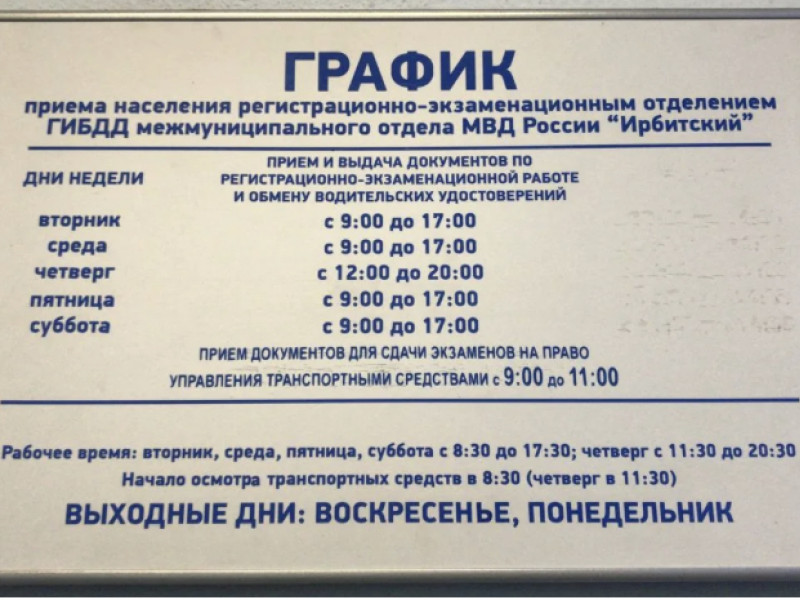 ГРАФИК
приема населения регистрационно-экзаменационным отделением
ГИБДД межмуниципального отдела МВД России "Ирбитский"
ДНИ НЕДЕЛИ
ПРИЕМ И ВЫДАЧА ДОКУМЕНТОВ ПО
РЕГИСТРАЦИОННО-ЭКЗАМЕНАЦИОННОЙ РАБОТЕ
И ОБМЕНУ ВОДИТЕЛЬСКИХ УДОСТОВЕРЕНИЙ
вторник с 9:00 до 17:00
среда с 9:00 до 17:00
четверг с 12:00 до 20:00
пятница с 9:00 до 17:00
суббота с 9:00 до 17:00
ПРИЕМ ДОКУМЕНТОВ ДЛЯ СДАЧИ ЭКЗАМЕНОВ НА ПРАВО
УПРАВЛЕНИЯ ТРАНСПОРТНЫМИ СРЕДСТВАМИ с 9:00 до 11:00
Рабочее время: вторник, среда, пятница, суббота с 8:30 до 17:30; четверг с 11:30 до 20:30
Начало осмотра транспортных средств в 8:30 (четверг в 11:30)
ВЫХОДНЫЕ ДНИ: ВОСКРЕСЕНЬЕ, ПОНЕДЕЛЬНИК